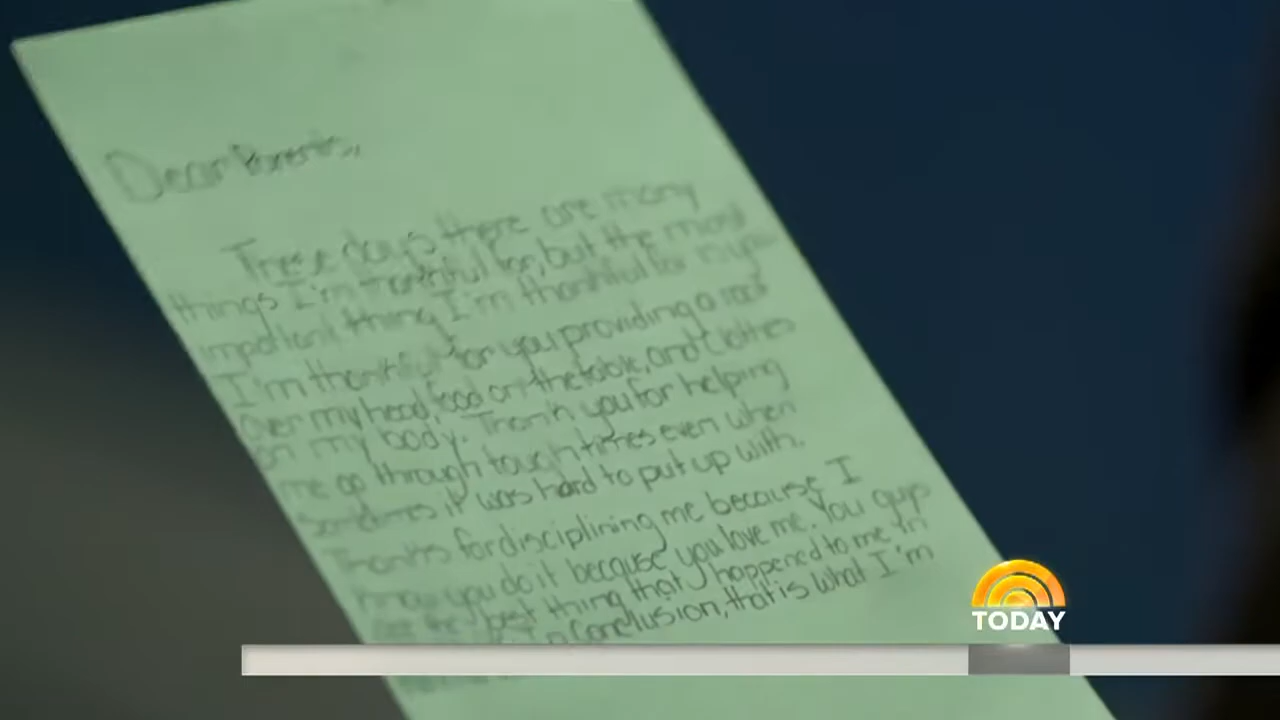 Dear Parents,
These days there are many
things I'm thankful for, but the most
important thing I'm thankful for is you
I'm thankful for you providing a roof
over my head, food on the table, and clothes
on my body. Thank you for helping
me go through tough times even when
sometimes it was hard to put up with.
Thanks for disciplining me because I
know you do it because you love me. You guys
are the best thing that happened to me in
In conclusion, that is what I'm
TODAY